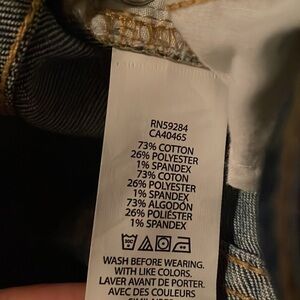 RN59284
CA40465
73% COTTON
26% POLYESTER
1% SPANDEX
73% COTON
26% POLYESTER
1% SPANDEX
73% ALGODÓN
26% POLIÉSTER
1% SPANDEX
WASH BEFORE WEARING.
WITH LIKE COLORS.
LAVER AVANT DE PORTER.
AVEC DES COULEURS